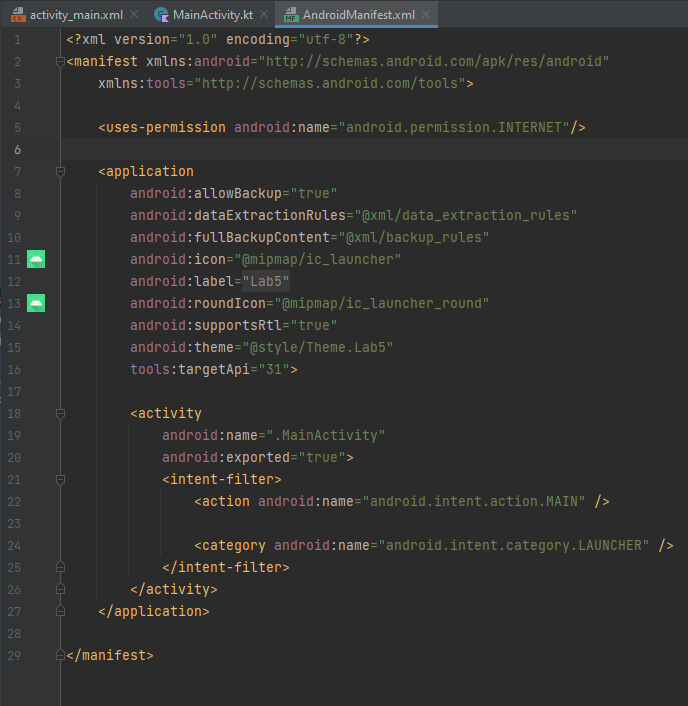 activity_main.xml MainActivity.kt AndroidManifest.xml
1 <?xml version="1.0" encoding="utf-8"?>
2 <manifest xmlns:android="http://schemas.android.com/apk/res/android"
3 xmlns:tools="http://schemas.android.com/tools">
4
5 <uses-permission android:name="android.permission.INTERNET"/>
6
7 <application
8 android:allowBackup="true"
9 android:dataExtractionRules="@xml/data_extraction_rules"
10 android:fullBackupContent="@xml/backup_rules"
11 android:icon="@mipmap/ic_launcher"
12 android:label="Lab5"
13 android:roundIcon="@mipmap/ic_launcher_round"
14 android:supportsRtl="true"
15 android:theme="@style/Theme.Lab5"
16 tools:targetApi="31">
17
18 <activity
19 android:name=".MainActivity"
20 android:exported="true">
21 <intent-filter>
22 <action android:name="android.intent.action.MAIN" />
23
24 <category android:name="android.intent.category.LAUNCHER" />
25 </intent-filter>
26 </activity>
27 </application>
28
29 </manifest>